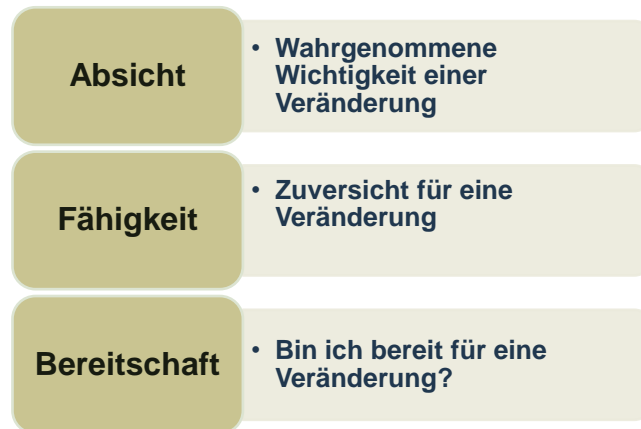 Absicht
• Wahrgenommene
Wichtigkeit einer
Veränderung
Fähigkeit
• Zuversicht für eine
Veränderung
Bereitschaft
• Bin ich bereit für eine
Veränderung?